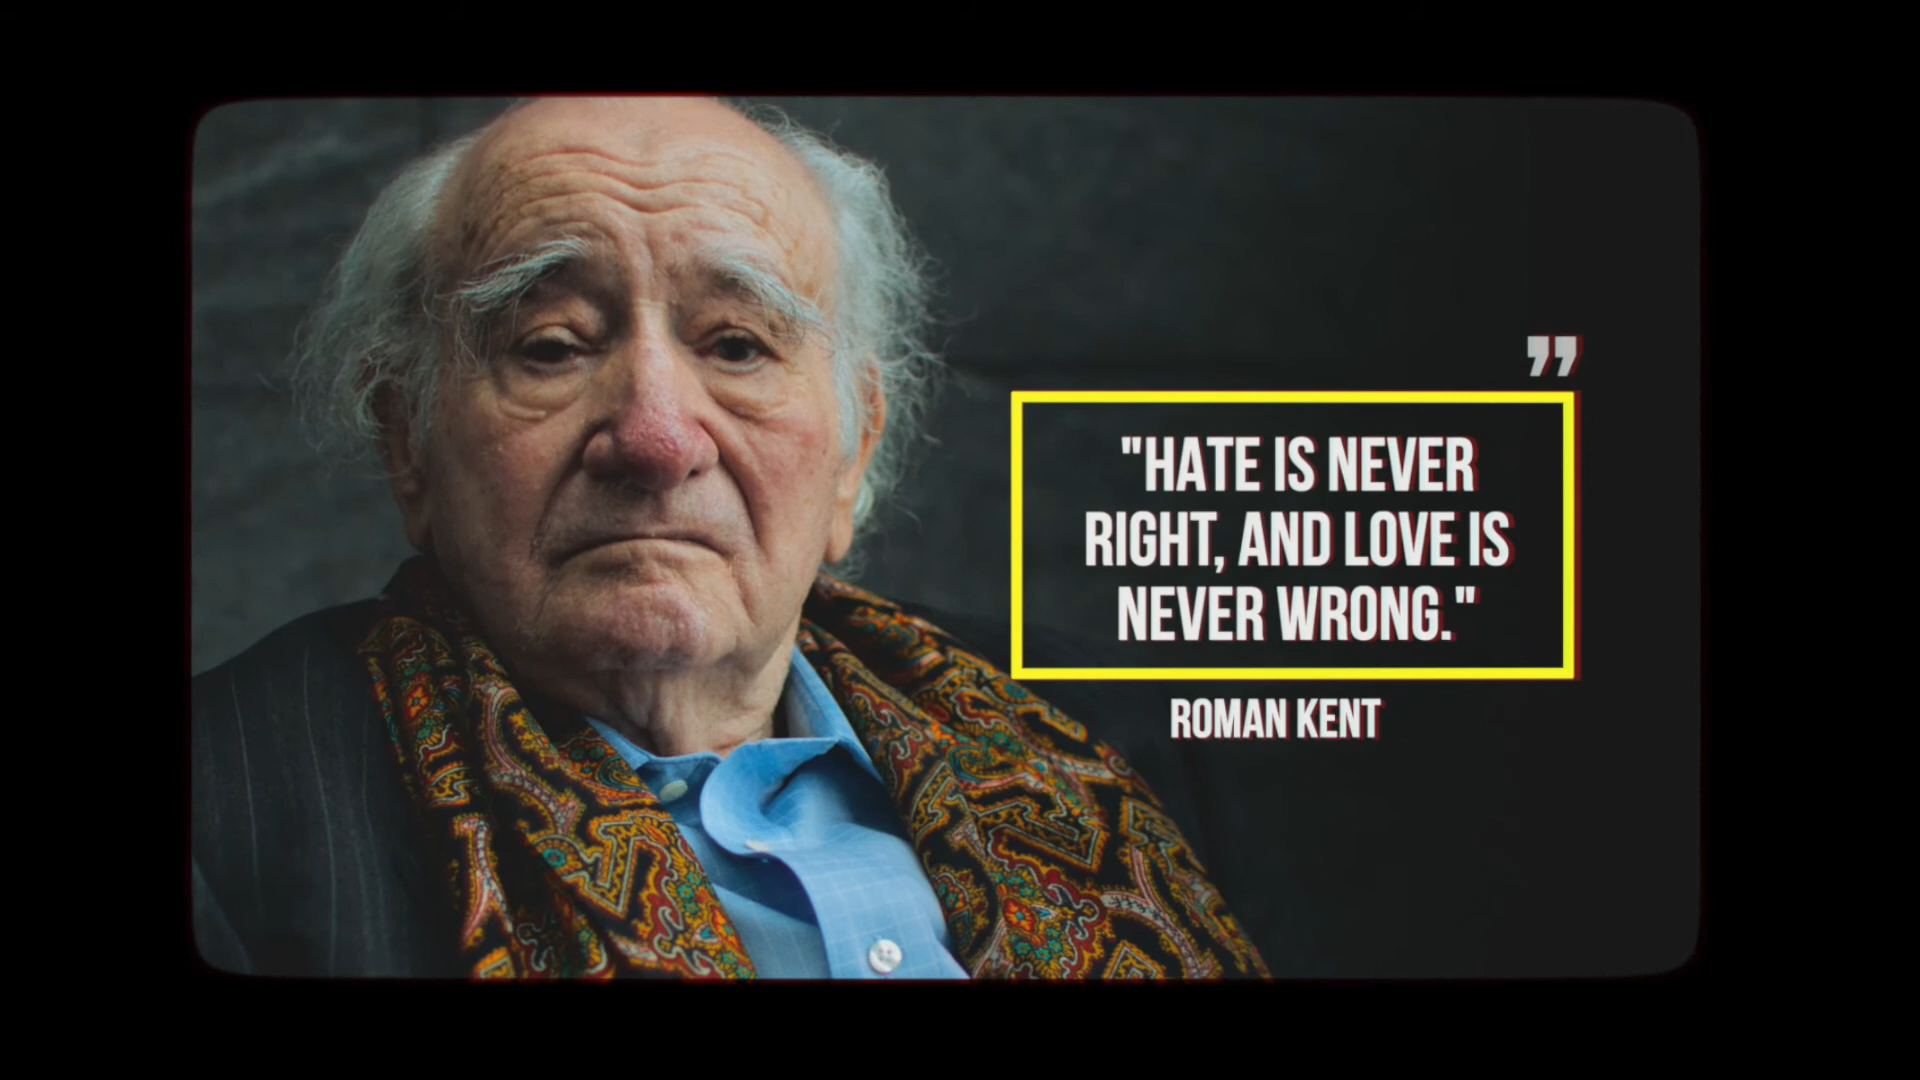 ”
"HATE IS NEVER
RIGHT, AND LOVE IS
NEVER WRONG."
ROMAN KENT